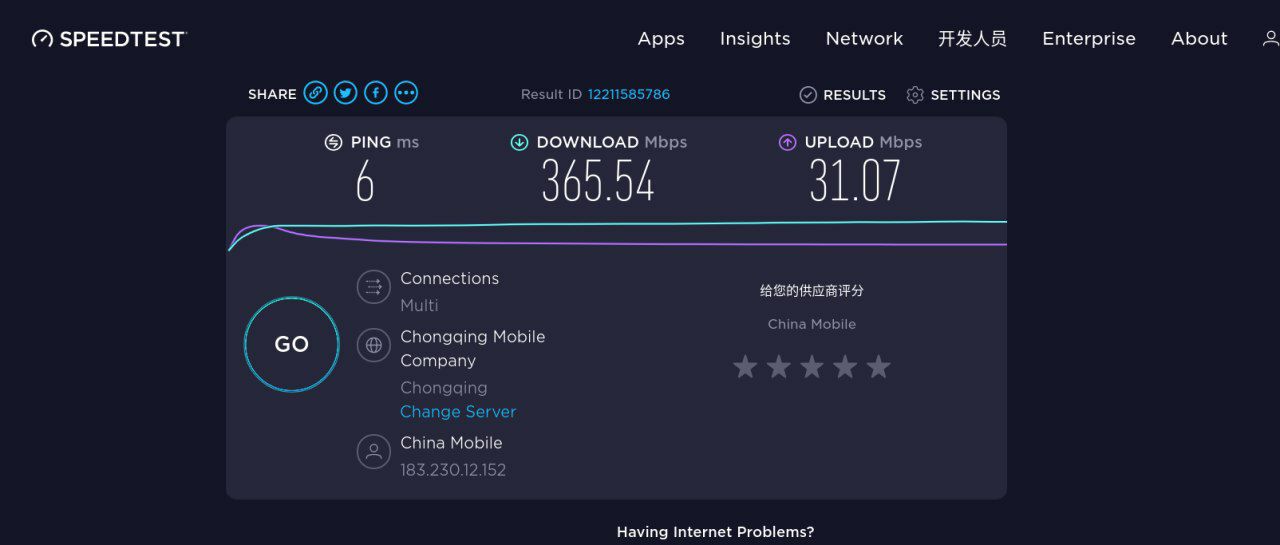 SPEEDTEST
Apps Insights Network 开发人员 Enterprise About
SHARE Result ID 12211585786 RESULTS SETTINGS
PING ms DOWNLOAD Mbps UPLOAD Mbps
6 365.54 31.07
GO
Connections
Multi
Chongqing Mobile
Company
Chongqing
Change Server
China Mobile
183.230.12.152
给您的供应商评分
China Mobile
Having Internet Problems?